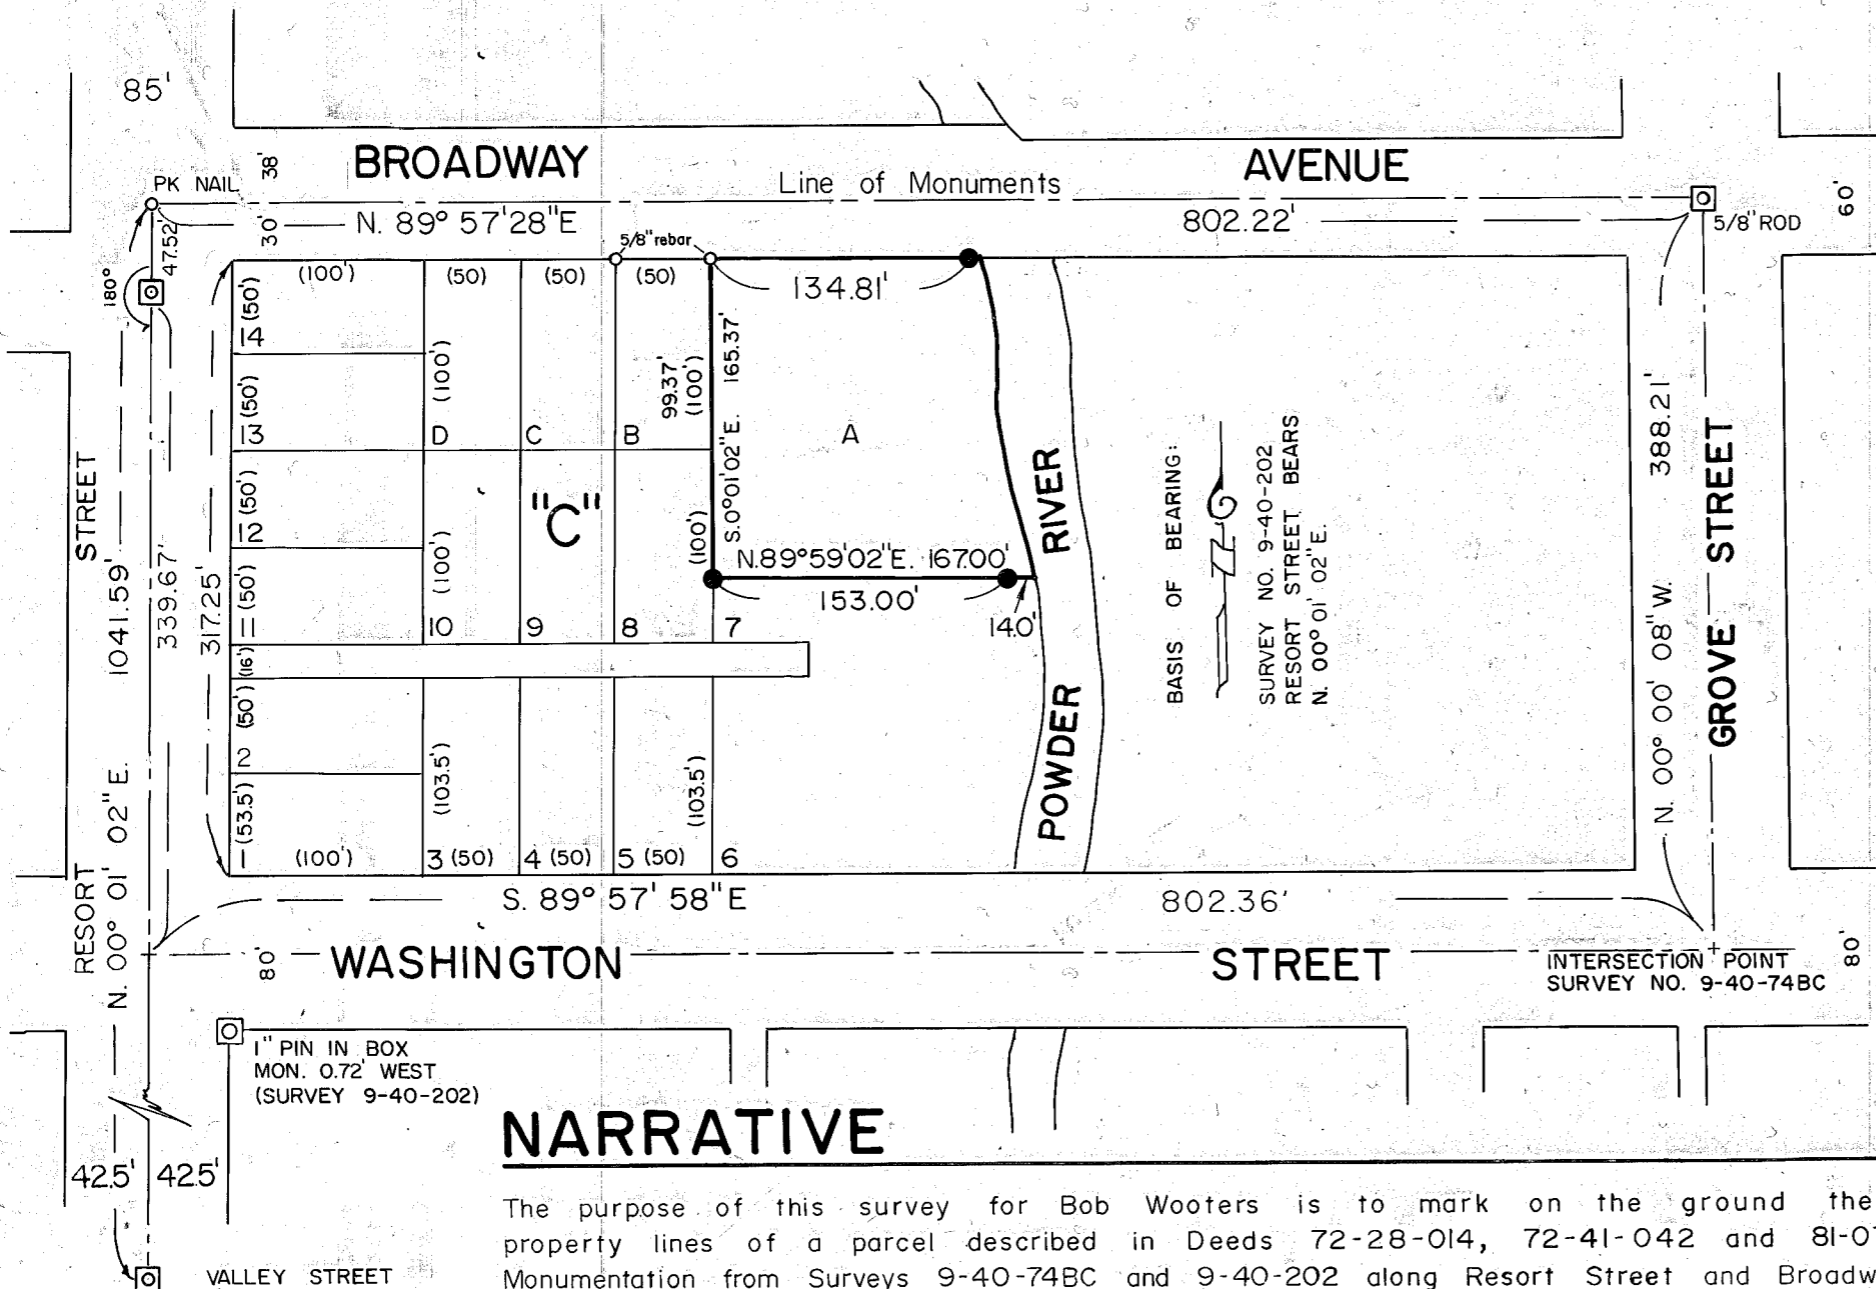 85'
BROADWAY AVENUE
38'
PK NAIL
Line of Monuments
30'
N. 89° 57' 28" E
802.22'
60'
5/8" ROD
5/8" rebar
47.52'
180°
(100')
(50)
(50)
(50)
134.81'
14 (50')
13 (50')
12 (50')
11 (50')
(16')
2 (50')
1 (53.5')
(100')
(100')
99.37'
(100')
(100')
S. 0° 01' 02" E. 165.37'
D
C
B
A
"C"
N. 89° 59' 02" E. 167.00'
153.00'
14.0'
10
9
8
7
(103.5')
(103.5')
(100')
3 (50)
4 (50)
5 (50)
6
POWDER RIVER
BASIS OF BEARING:
SURVEY NO. 9-40-202
RESORT STREET BEARS
N. 00° 01' 02" E.
388.21'
N. 00° 00' 08" W.
GROVE STREET
RESORT STREET
N. 00° 01' 02" E. 1041.59'
339.67'
317.25'
S. 89° 57' 58" E
802.36'
80'
WASHINGTON STREET
INTERSECTION POINT
SURVEY NO. 9-40-74BC
80'
1" PIN IN BOX
MON. 0.72' WEST
(SURVEY 9-40-202)
42.5'
42.5'
VALLEY STREET
NARRATIVE
The purpose of this survey for Bob Wooters is to mark on the ground the
property lines of a parcel described in Deeds 72-28-014, 72-41-042 and
Monumentation from Surveys 9-40-74BC and 9-40-202 along Resort Street and